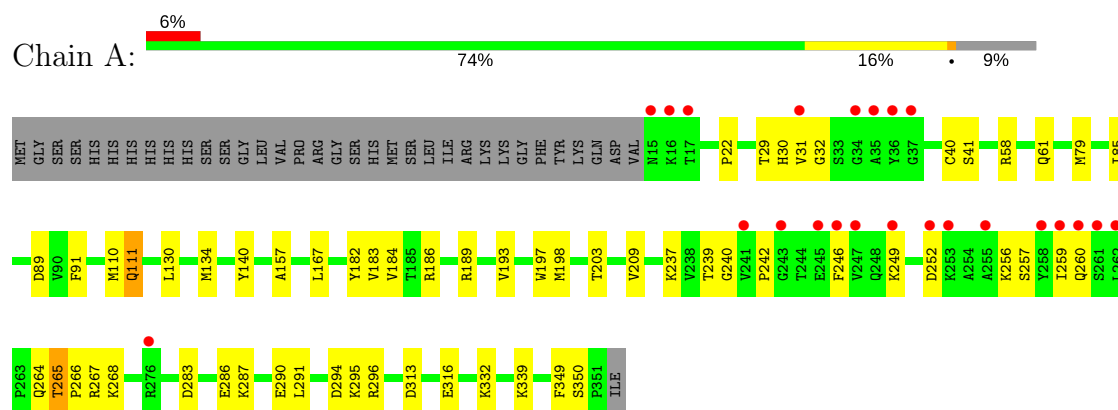 6%
Chain A:
74% 16% • 9%
MET GLY SER SER HIS HIS HIS HIS HIS HIS SER SER GLY LEU VAL PRO ARG GLY SER HIS MET SER LEU ILE ARG LYS LYS GLY PHE TYR LYS GLN ASP VAL N15 K16 T17 P22 T29 H30 V31 G32 S33 G34 A35 Y36 G37 C40 S41 R58 Q61 M79 I85
D89 V90 F91 M110 Q111 L130 M134 Y140 A157 L167 Y182 V183 V184 T185 R186 R189 V193 W197 M198 T203 V209 K237 V238 T239 G240 V241 P242 G243 T244 E245 F246 V247 Q248 K249 D252 K253 A254 A255 K256 S257 Y258 I259 Q260 S261
P263 Q264 T265 P266 R267 K268 R276 D283 E286 K287 E290 L291 D294 K295 R296 D313 E316 K332 K339 F349 S350 P351 ILE